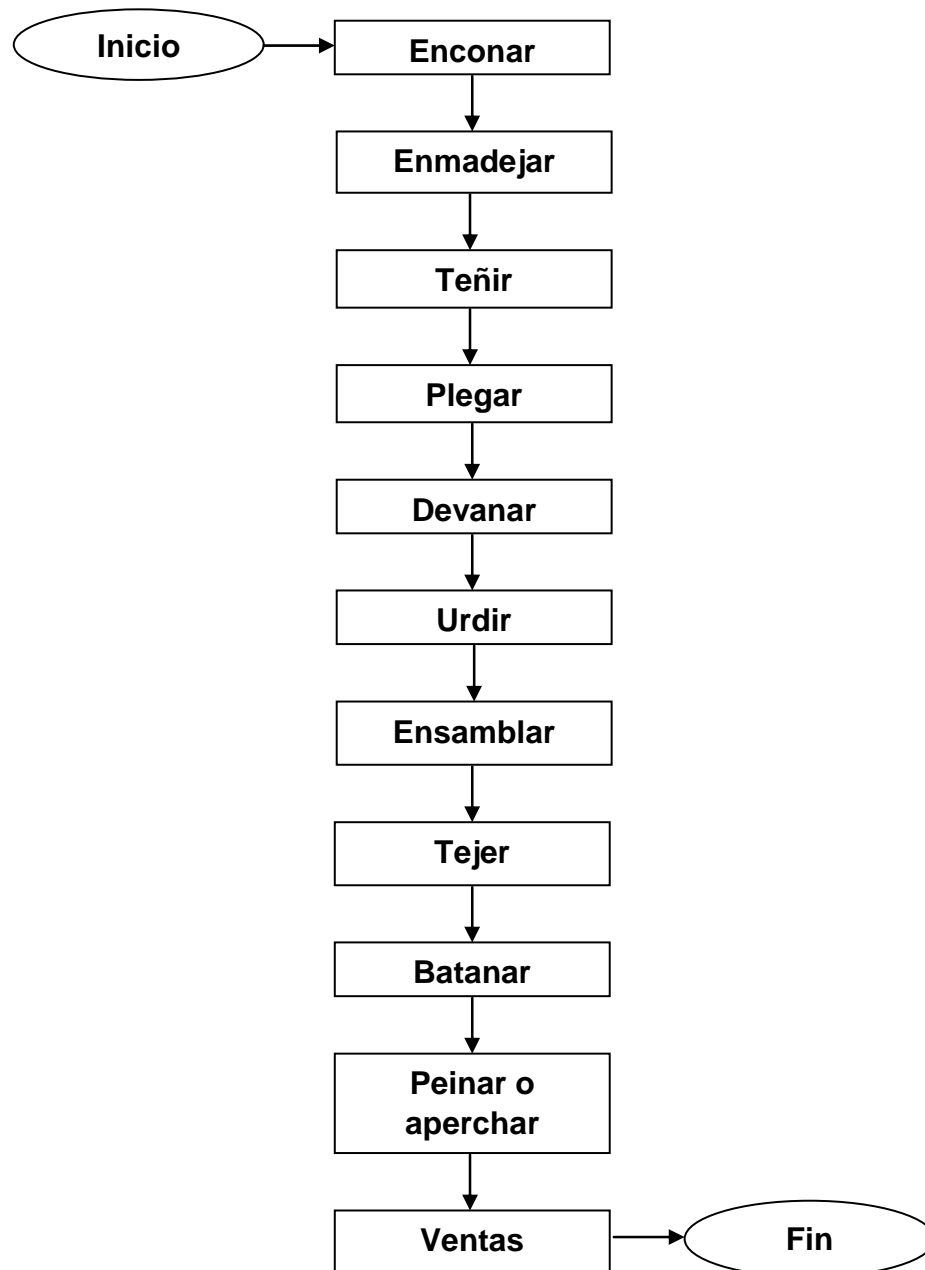 Inicio
Enconar
Enmadejar
Teñir
Plegar
Devanar
Urdir
Ensamblar
Tejer
Batanar
Peinar o
aperchar
Ventas
Fin